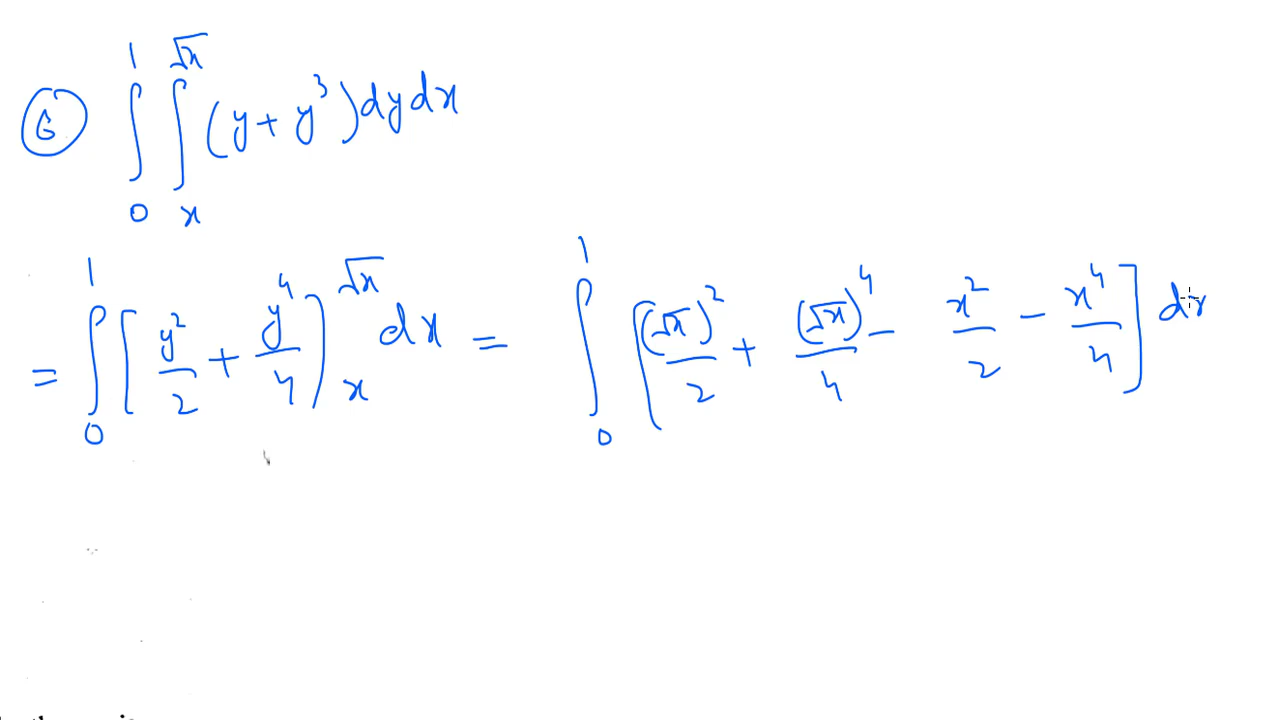 ⑥ ∫₀¹ ∫ₓ^√x (y + y³) dy dx
= ∫₀¹ [y²/2 + y⁴/4]ₓ^√x dx = ∫₀¹ [(√x)²/2 + (√x)⁴/4 − x²/2 − x⁴/4] dx